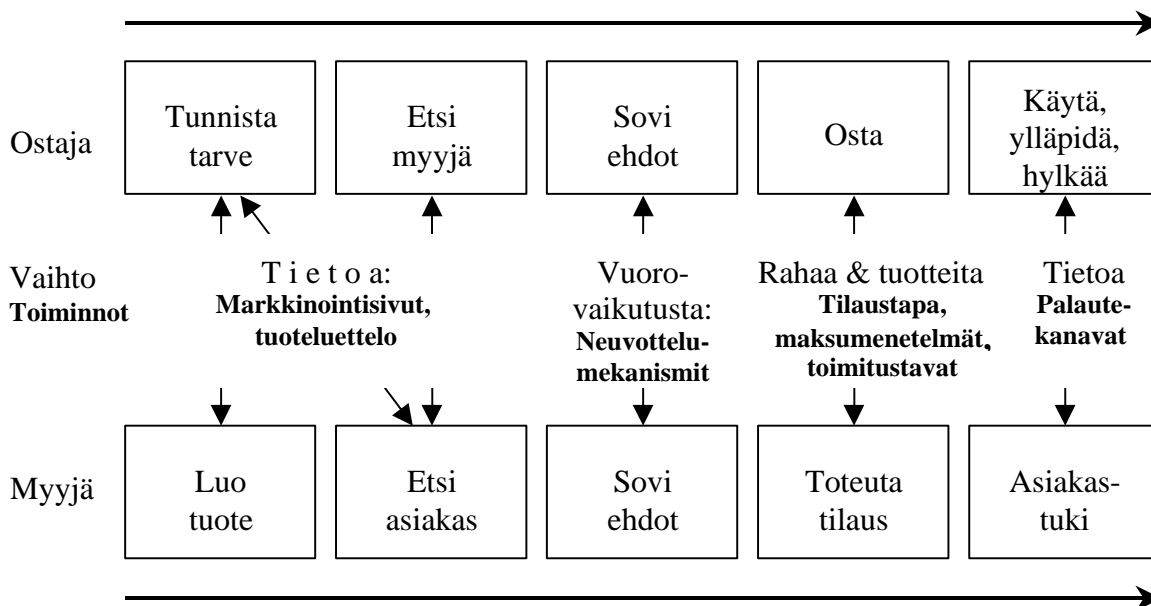 Ostaja
Tunnista
tarve
Etsi
myyjä
Sovi
ehdot
Osta
Käytä,
ylläpidä,
hylkää
Vaihto
Toiminnot
T i e t o a:
Markkinointisivut,
tuoteluettelo
Vuoro-
vaikutusta:
Neuvottelu-
mekanismit
Rahaa & tuotteita
Tilaustapa,
maksumenetelmät,
toimitustavat
Tietoa
Palaute-
kanavat
Myyjä
Luo
tuote
Etsi
asiakas
Sovi
ehdot
Toteuta
tilaus
Asiakas-
tuki